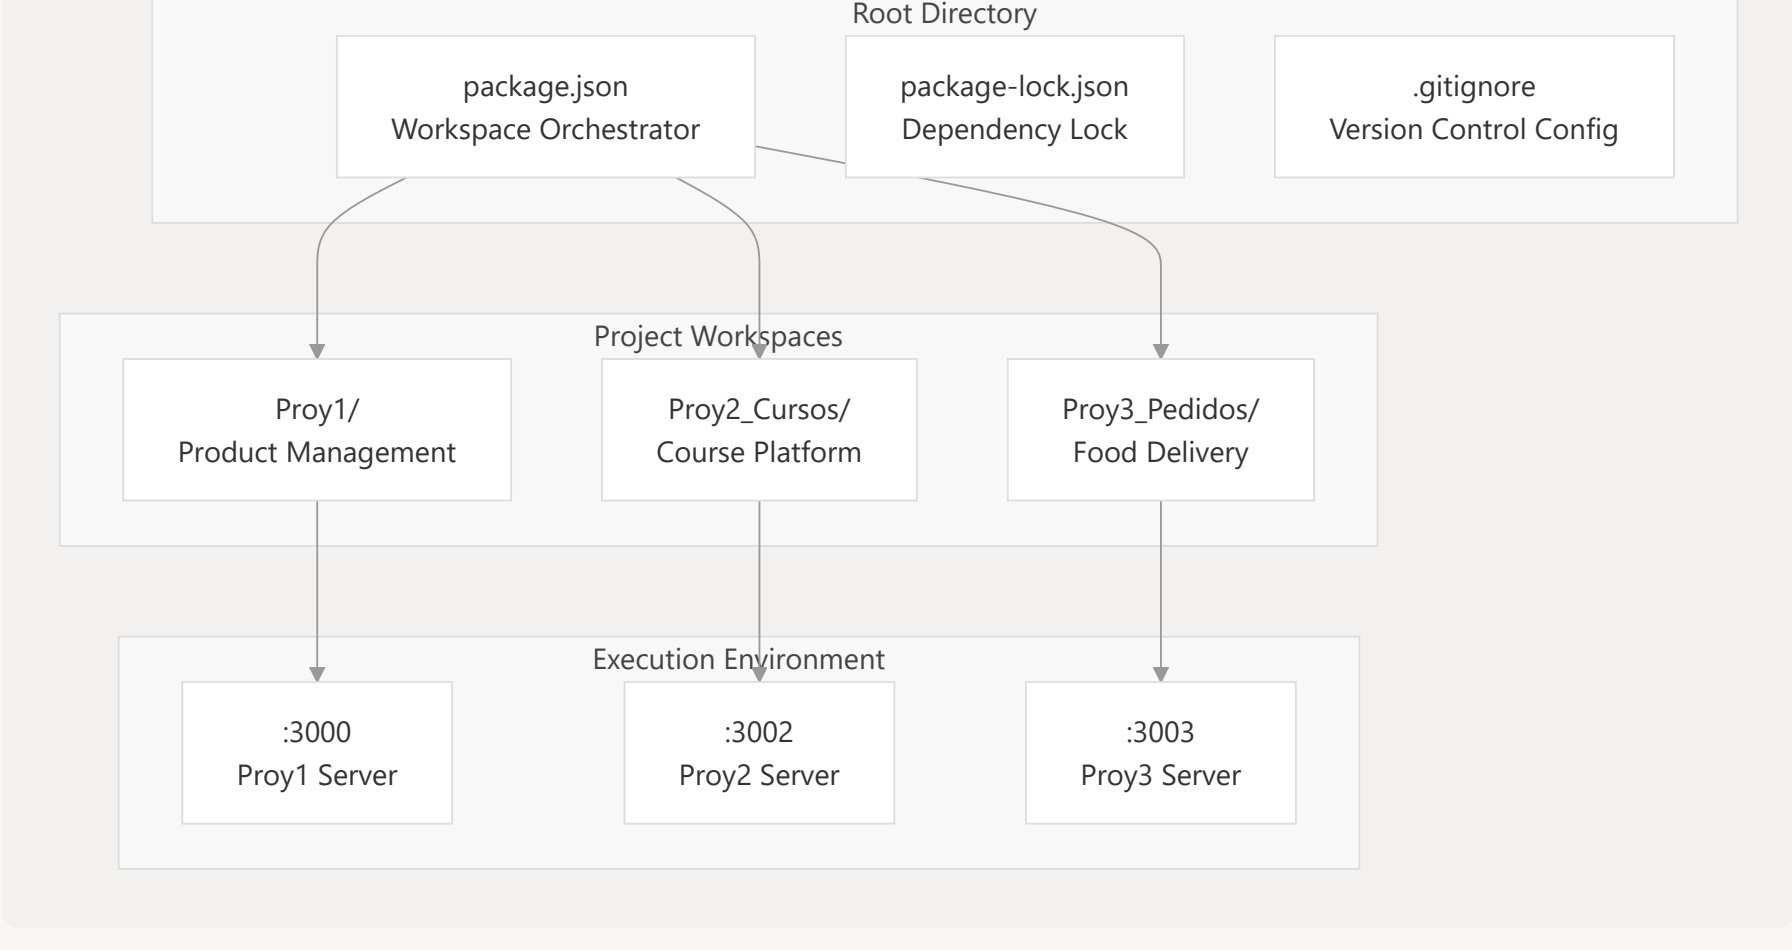 Root Directory
package.json
Workspace Orchestrator
package-lock.json
Dependency Lock
.gitignore
Version Control Config
Project Workspaces
Proy1/
Product Management
Proy2_Cursos/
Course Platform
Proy3_Pedidos/
Food Delivery
Execution Environment
:3000
Proy1 Server
:3002
Proy2 Server
:3003
Proy3 Server